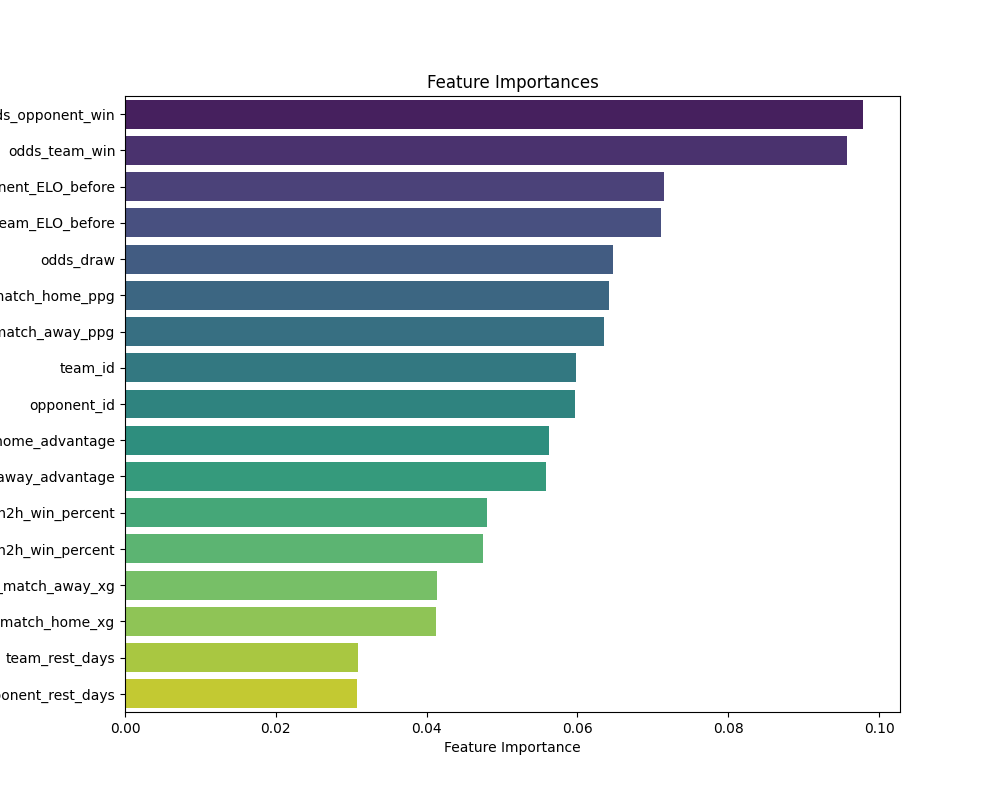 Feature Importances
ds_opponent_win
odds_team_win
nent_ELO_before
eam_ELO_before
odds_draw
match_home_ppg
match_away_ppg
team_id
opponent_id
home_advantage
away_advantage
h2h_win_percent
h2h_win_percent
_match_away_xg
match_home_xg
team_rest_days
ponent_rest_days
0.00 0.02 0.04 0.06 0.08 0.10
Feature Importance